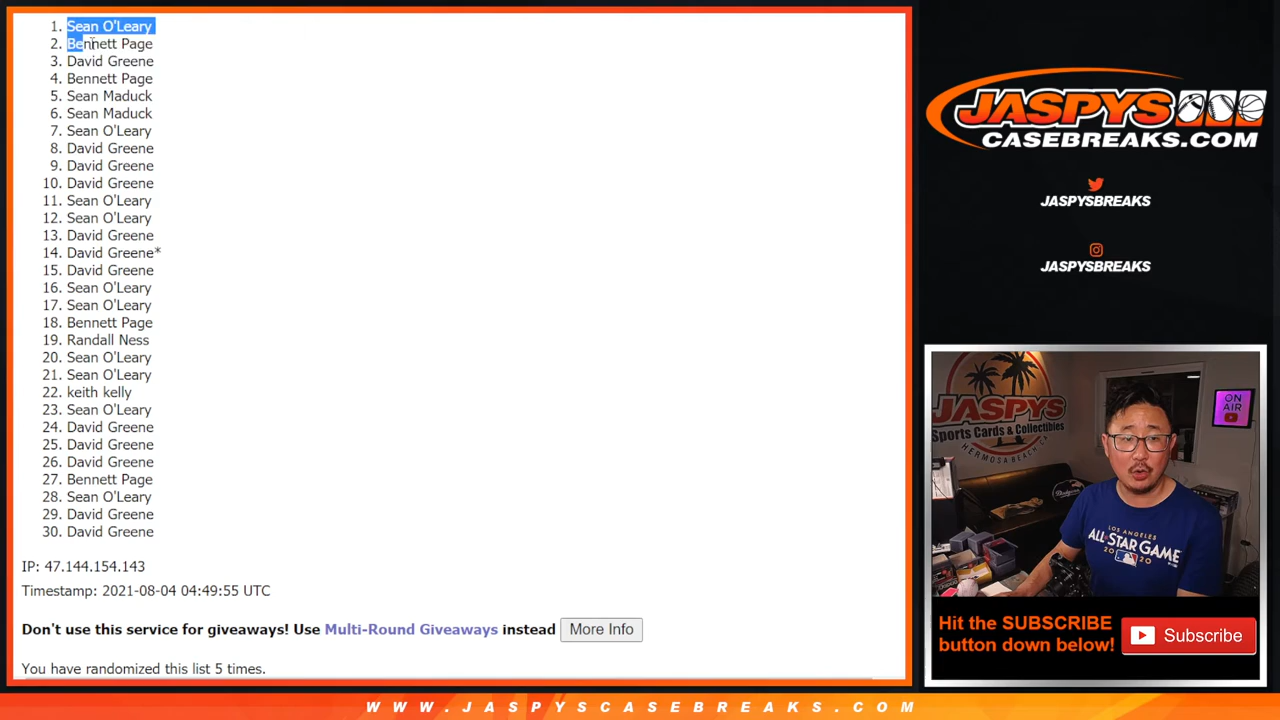 1. Sean O'Leary
2. Bennett Page
3. David Greene
4. Bennett Page
5. Sean Maduck
6. Sean Maduck
7. Sean O'Leary
8. David Greene
9. David Greene
10. David Greene
11. Sean O'Leary
12. Sean O'Leary
13. David Greene
14. David Greene*
15. David Greene
16. Sean O'Leary
17. Sean O'Leary
18. Bennett Page
19. Randall Ness
20. Sean O'Leary
21. Sean O'Leary
22. keith kelly
23. Sean O'Leary
24. David Greene
25. David Greene
26. David Greene
27. Bennett Page
28. Sean O'Leary
29. David Greene
30. David Greene
IP: 47.144.154.143
Timestamp: 2021-08-04 04:49:55 UTC
Don't use this service for giveaways! Use Multi-Round Giveaways instead More Info
You have randomized this list 5 times.
JASPYS
CASEBREAKS.COM
JASPYSBREAKS
JASPYSBREAKS
JASPYS
Sports Cards & Collectibles
HERMOSA BEACH, CA
ON
AIR
Dodgers
LOS ANGELES
ALL-STAR GAME
2020
Hit the SUBSCRIBE
button down below!
Subscribe
WWW.JASPYSCASEBREAKS.COM